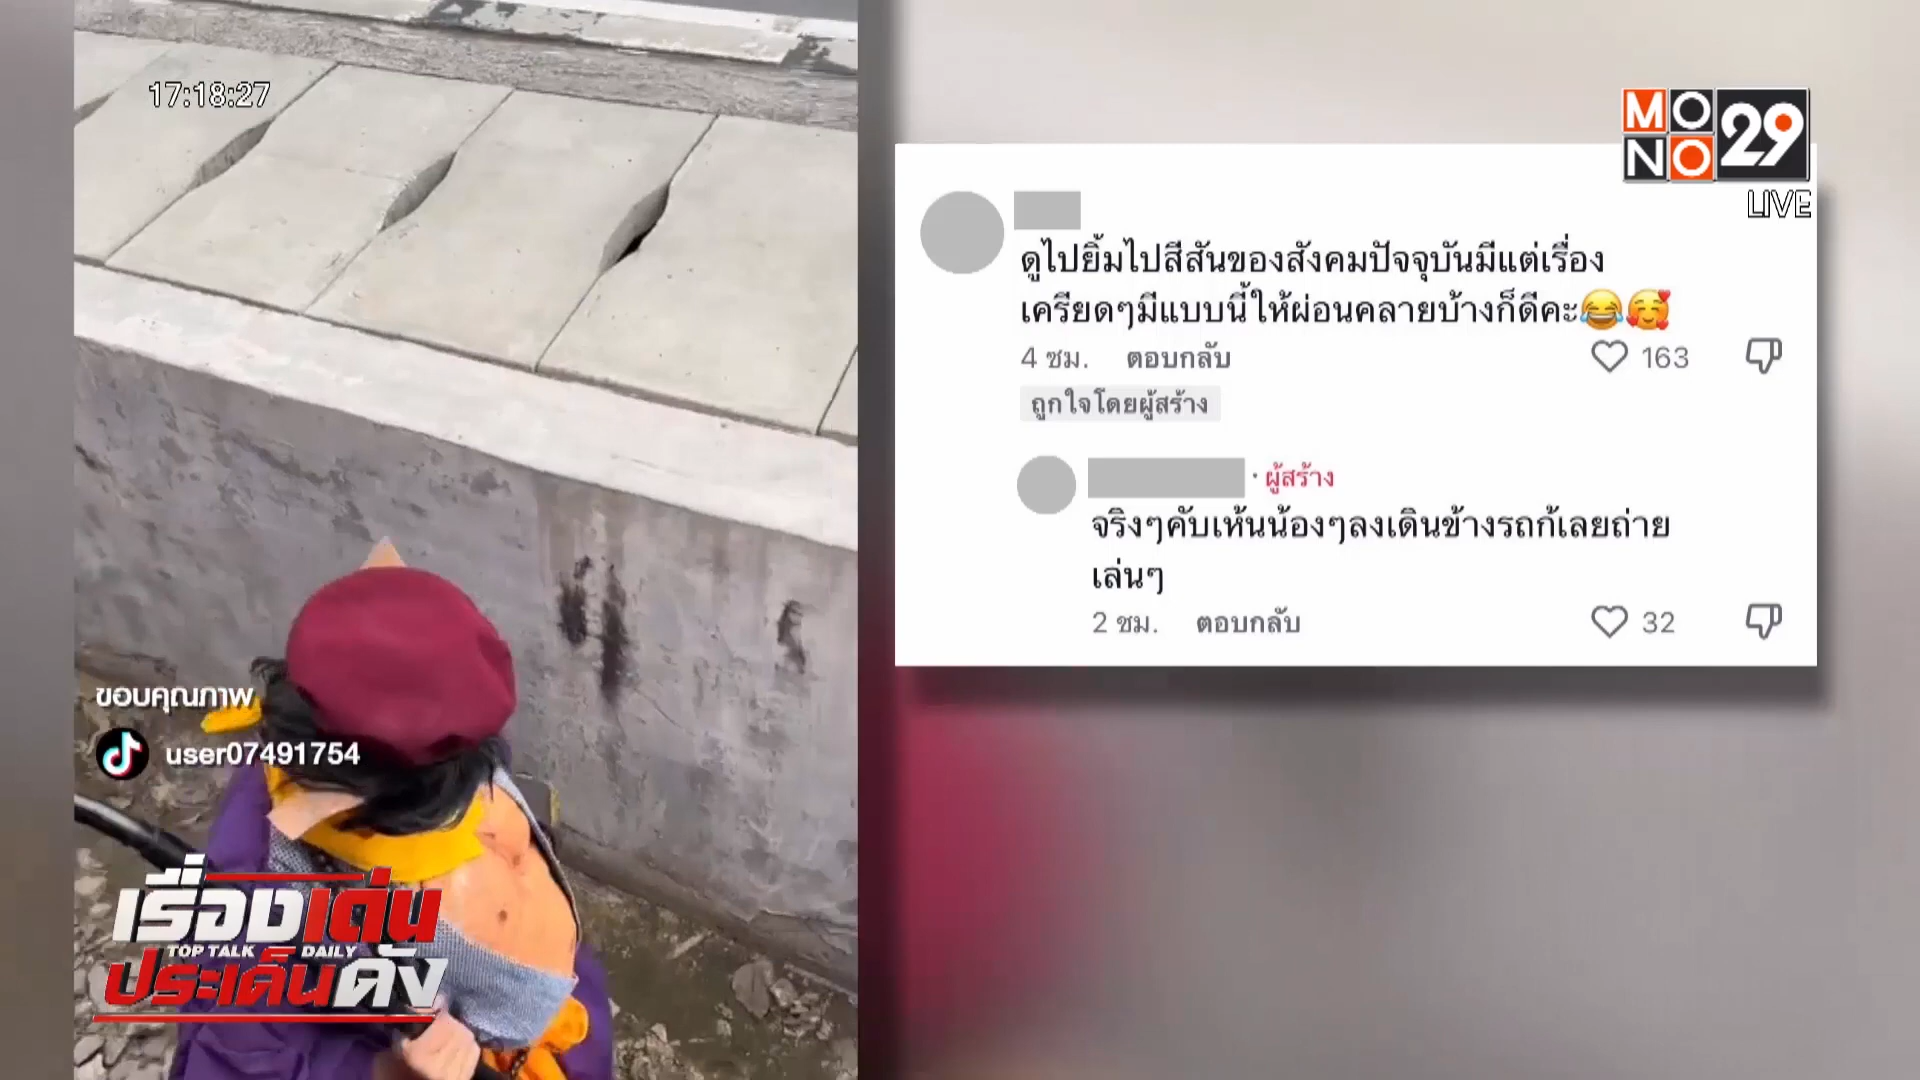 17:18:27
MONO 29
LIVE
ดูไปยิ้มไปสีสันของสังคมปัจจุบันมีแต่เรื่อง
เครียดๆมีแบบนี้ให้ผ่อนคลายบ้างก็ดีคะ😂🥰
4 ชม. ตอบกลับ 163
ถูกใจโดยผู้สร้าง
· ผู้สร้าง
จริงๆคับเห้นน้องๆลงเดินข้างรถก้เลยถ่าย
เล่นๆ
2 ชม. ตอบกลับ 32
ขอบคุณภาพ
user07491754
เรื่องเด่น
TOP TALK DAILY
ประเด็นดัง